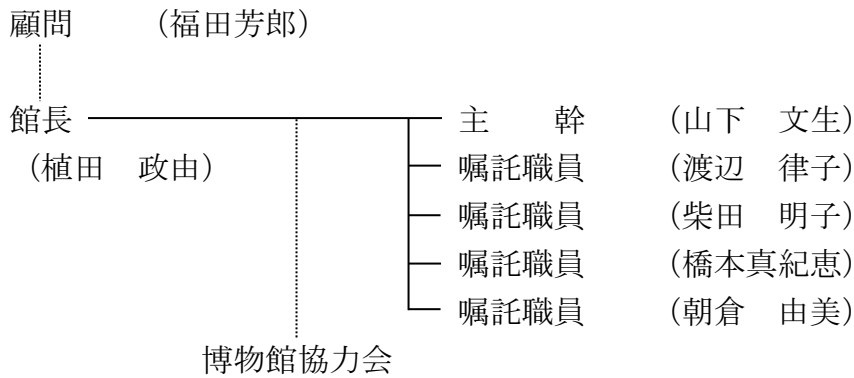 顧問　　（福田芳郎）
館長　主　　幹　　（山下　文生）
（植田　政由）　嘱託職員　　（渡辺　律子）
嘱託職員　　（柴田　明子）
嘱託職員　　（橋本真紀恵）
嘱託職員　　（朝倉　由美）
博物館協力会